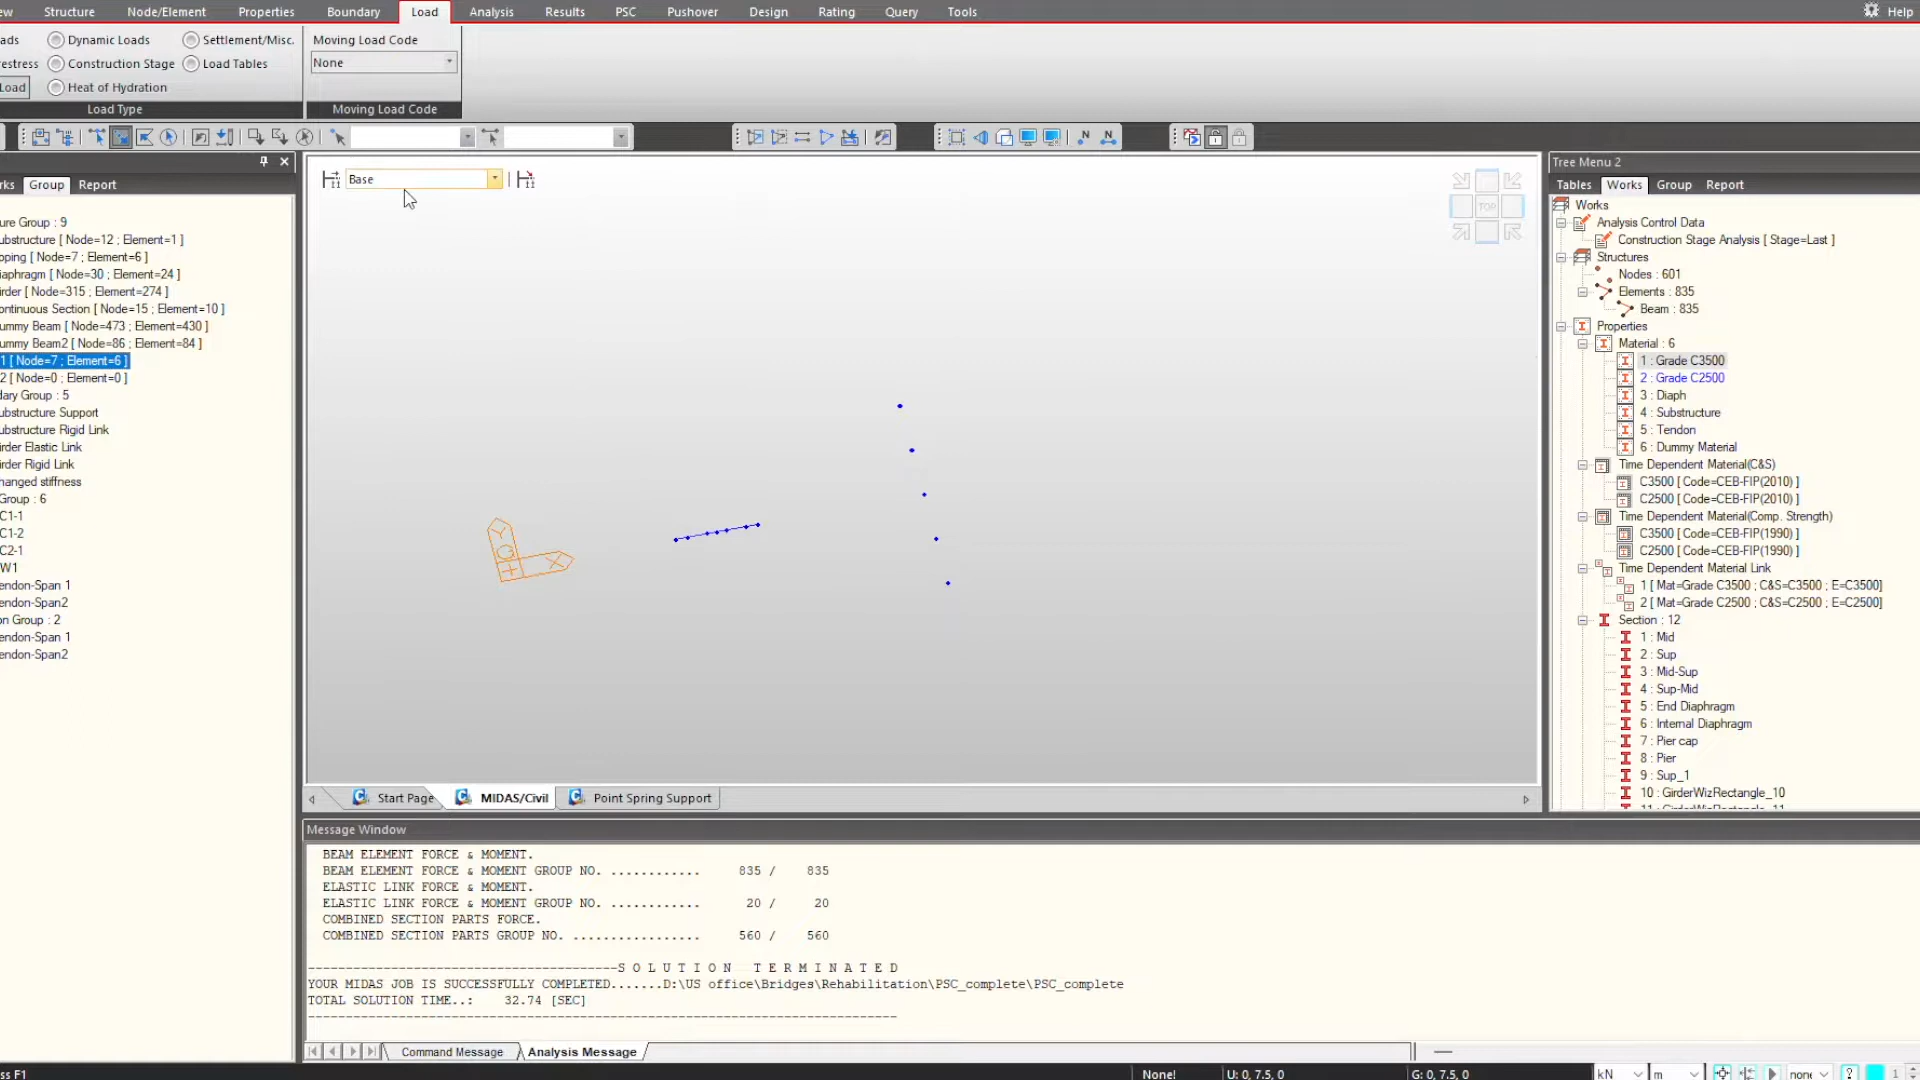 ew Structure Node/Element Properties Boundary Load Analysis Results PSC Pushover Design Rating Query Tools Help
ads Dynamic Loads Settlement/Misc. Moving Load Code
estress Construction Stage Load Tables None
Load Heat of Hydration
Load Type Moving Load Code
rks Group Report
ure Group : 9
ubstructure [ Node=12 ; Element=1 ]
oping [ Node=7 ; Element=6 ]
iaphragm [ Node=30 ; Element=24 ]
irder [ Node=315 ; Element=274 ]
ontinuous Section [ Node=15 ; Element=10 ]
ummy Beam [ Node=473 ; Element=430 ]
ummy Beam2 [ Node=86 ; Element=84 ]
1 [ Node=7 ; Element=6 ]
2 [ Node=0 ; Element=0 ]
dary Group : 5
ubstructure Support
ubstructure Rigid Link
irder Elastic Link
irder Rigid Link
hanged stiffness
Group : 6
C1-1
C1-2
C2-1
W1
endon-Span 1
endon-Span2
on Group : 2
endon-Span 1
endon-Span2
ss F1
Base
TOP
Y
G
X
Start Page MIDAS/Civil Point Spring Support
Message Window
BEAM ELEMENT FORCE & MOMENT.
BEAM ELEMENT FORCE & MOMENT GROUP NO. ............ 835 / 835
ELASTIC LINK FORCE & MOMENT.
ELASTIC LINK FORCE & MOMENT GROUP NO. ............ 20 / 20
COMBINED SECTION PARTS FORCE.
COMBINED SECTION PARTS GROUP NO. ................. 560 / 560
-----------------------------------------S O L U T I O N   T E R M I N A T E D
YOUR MIDAS JOB IS SUCCESSFULLY COMPLETED.......D:\US office\Bridges\Rehabilitation\PSC_complete\PSC_complete
TOTAL SOLUTION TIME..: 32.74 [SEC]
-------------------------------------------------------------------------------
Command Message Analysis Message
None! U: 0, 7.5, 0 G: 0, 7.5, 0 kN m none ? 1
Tree Menu 2
Tables Works Group Report
Works
Analysis Control Data
Construction Stage Analysis [ Stage=Last ]
Structures
Nodes : 601
Elements : 835
Beam : 835
Properties
Material : 6
1 : Grade C3500
2 : Grade C2500
3 : Diaph
4 : Substructure
5 : Tendon
6 : Dummy Material
Time Dependent Material(C&S)
C3500 [ Code=CEB-FIP(2010) ]
C2500 [ Code=CEB-FIP(2010) ]
Time Dependent Material(Comp. Strength)
C3500 [ Code=CEB-FIP(1990) ]
C2500 [ Code=CEB-FIP(1990) ]
Time Dependent Material Link
1 [ Mat=Grade C3500 ; C&S=C3500 ; E=C3500]
2 [ Mat=Grade C2500 ; C&S=C2500 ; E=C2500]
Section : 12
1 : Mid
2 : Sup
3 : Mid-Sup
4 : Sup-Mid
5 : End Diaphragm
6 : Internal Diaphragm
7 : Pier cap
8 : Pier
9 : Sup_1
10 : GirderWizRectangle_10
11 : GirderWizRectangle_11